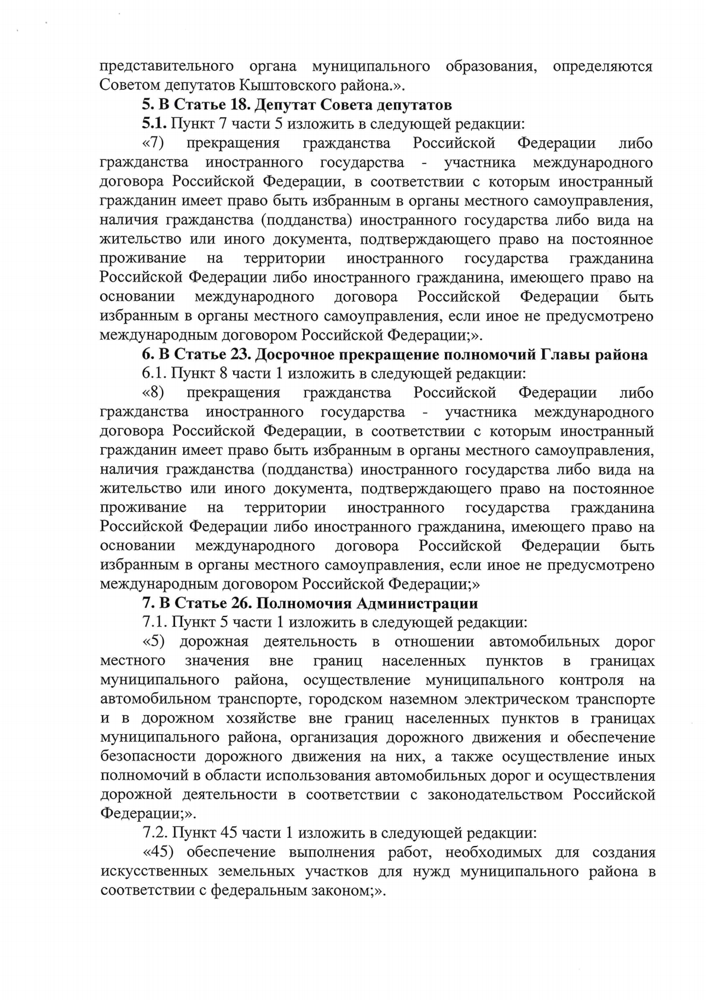 представительного органа муниципального образования, определяются
Советом депутатов Кыштовского района.».
5. В Статье 18. Депутат Совета депутатов
5.1. Пункт 7 части 5 изложить в следующей редакции:
«7) прекращения гражданства Российской Федерации либо
гражданства иностранного государства - участника международного
договора Российской Федерации, в соответствии с которым иностранный
гражданин имеет право быть избранным в органы местного самоуправления,
наличия гражданства (подданства) иностранного государства либо вида на
жительство или иного документа, подтверждающего право на постоянное
проживание на территории иностранного государства гражданина
Российской Федерации либо иностранного гражданина, имеющего право на
основании международного договора Российской Федерации быть
избранным в органы местного самоуправления, если иное не предусмотрено
международным договором Российской Федерации;».
6. В Статье 23. Досрочное прекращение полномочий Главы района
6.1. Пункт 8 части 1 изложить в следующей редакции:
«8) прекращения гражданства Российской Федерации либо
гражданства иностранного государства - участника международного
договора Российской Федерации, в соответствии с которым иностранный
гражданин имеет право быть избранным в органы местного самоуправления,
наличия гражданства (подданства) иностранного государства либо вида на
жительство или иного документа, подтверждающего право на постоянное
проживание на территории иностранного государства гражданина
Российской Федерации либо иностранного гражданина, имеющего право на
основании международного договора Российской Федерации быть
избранным в органы местного самоуправления, если иное не предусмотрено
международным договором Российской Федерации;»
7. В Статье 26. Полномочия Администрации
7.1. Пункт 5 части 1 изложить в следующей редакции:
«5) дорожная деятельность в отношении автомобильных дорог
местного значения вне границ населенных пунктов в границах
муниципального района, осуществление муниципального контроля на
автомобильном транспорте, городском наземном электрическом транспорте
и в дорожном хозяйстве вне границ населенных пунктов в границах
муниципального района, организация дорожного движения и обеспечение
безопасности дорожного движения на них, а также осуществление иных
полномочий в области использования автомобильных дорог и осуществления
дорожной деятельности в соответствии с законодательством Российской
Федерации;».
7.2. Пункт 45 части 1 изложить в следующей редакции:
«45) обеспечение выполнения работ, необходимых для создания
искусственных земельных участков для нужд муниципального района в
соответствии с федеральным законом;».